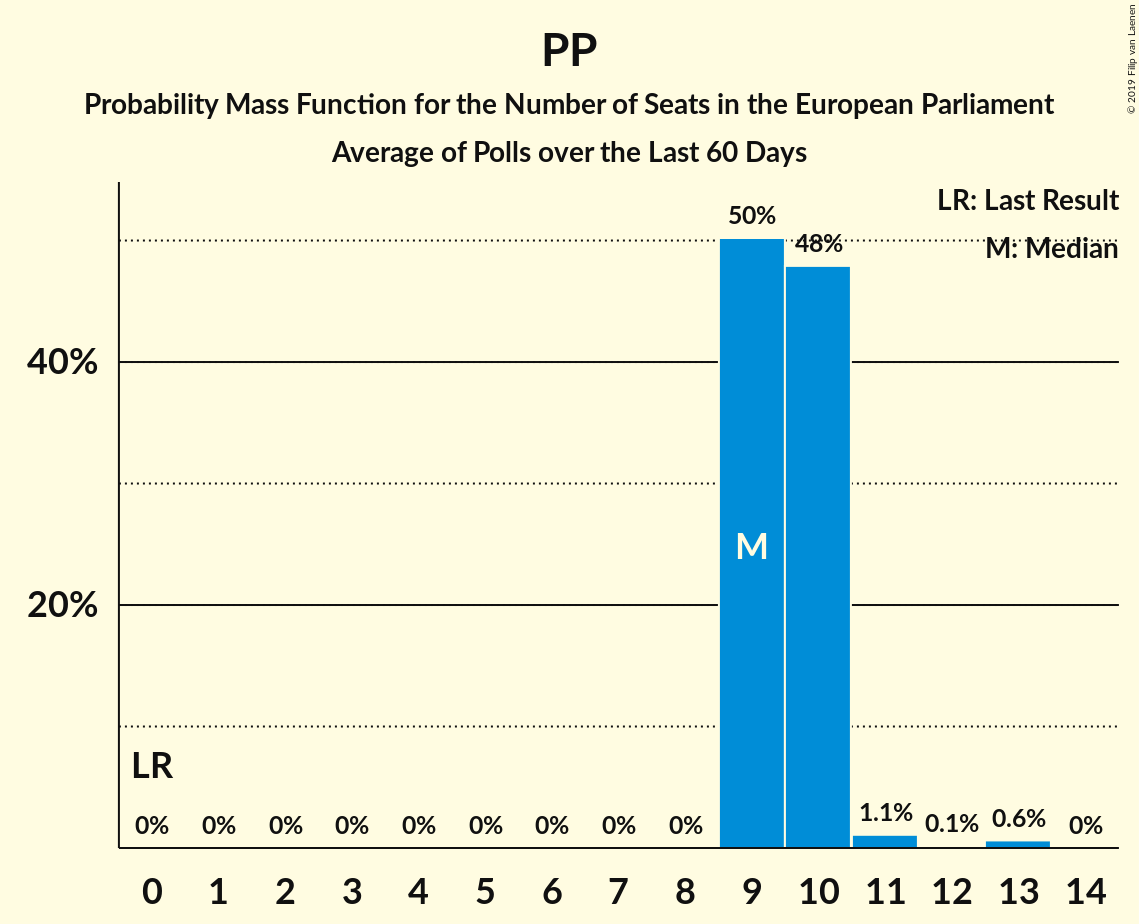 PP
Probability Mass Function for the Number of Seats in the European Parliament
Average of Polls over the Last 60 Days
© 2019 Filip van Laenen
LR: Last Result
M: Median
50%
48%
40%
M
20%
LR
0% 0% 0% 0% 0% 0% 0% 0% 0% 1.1% 0.1% 0.6% 0%
0 1 2 3 4 5 6 7 8 9 10 11 12 13 14